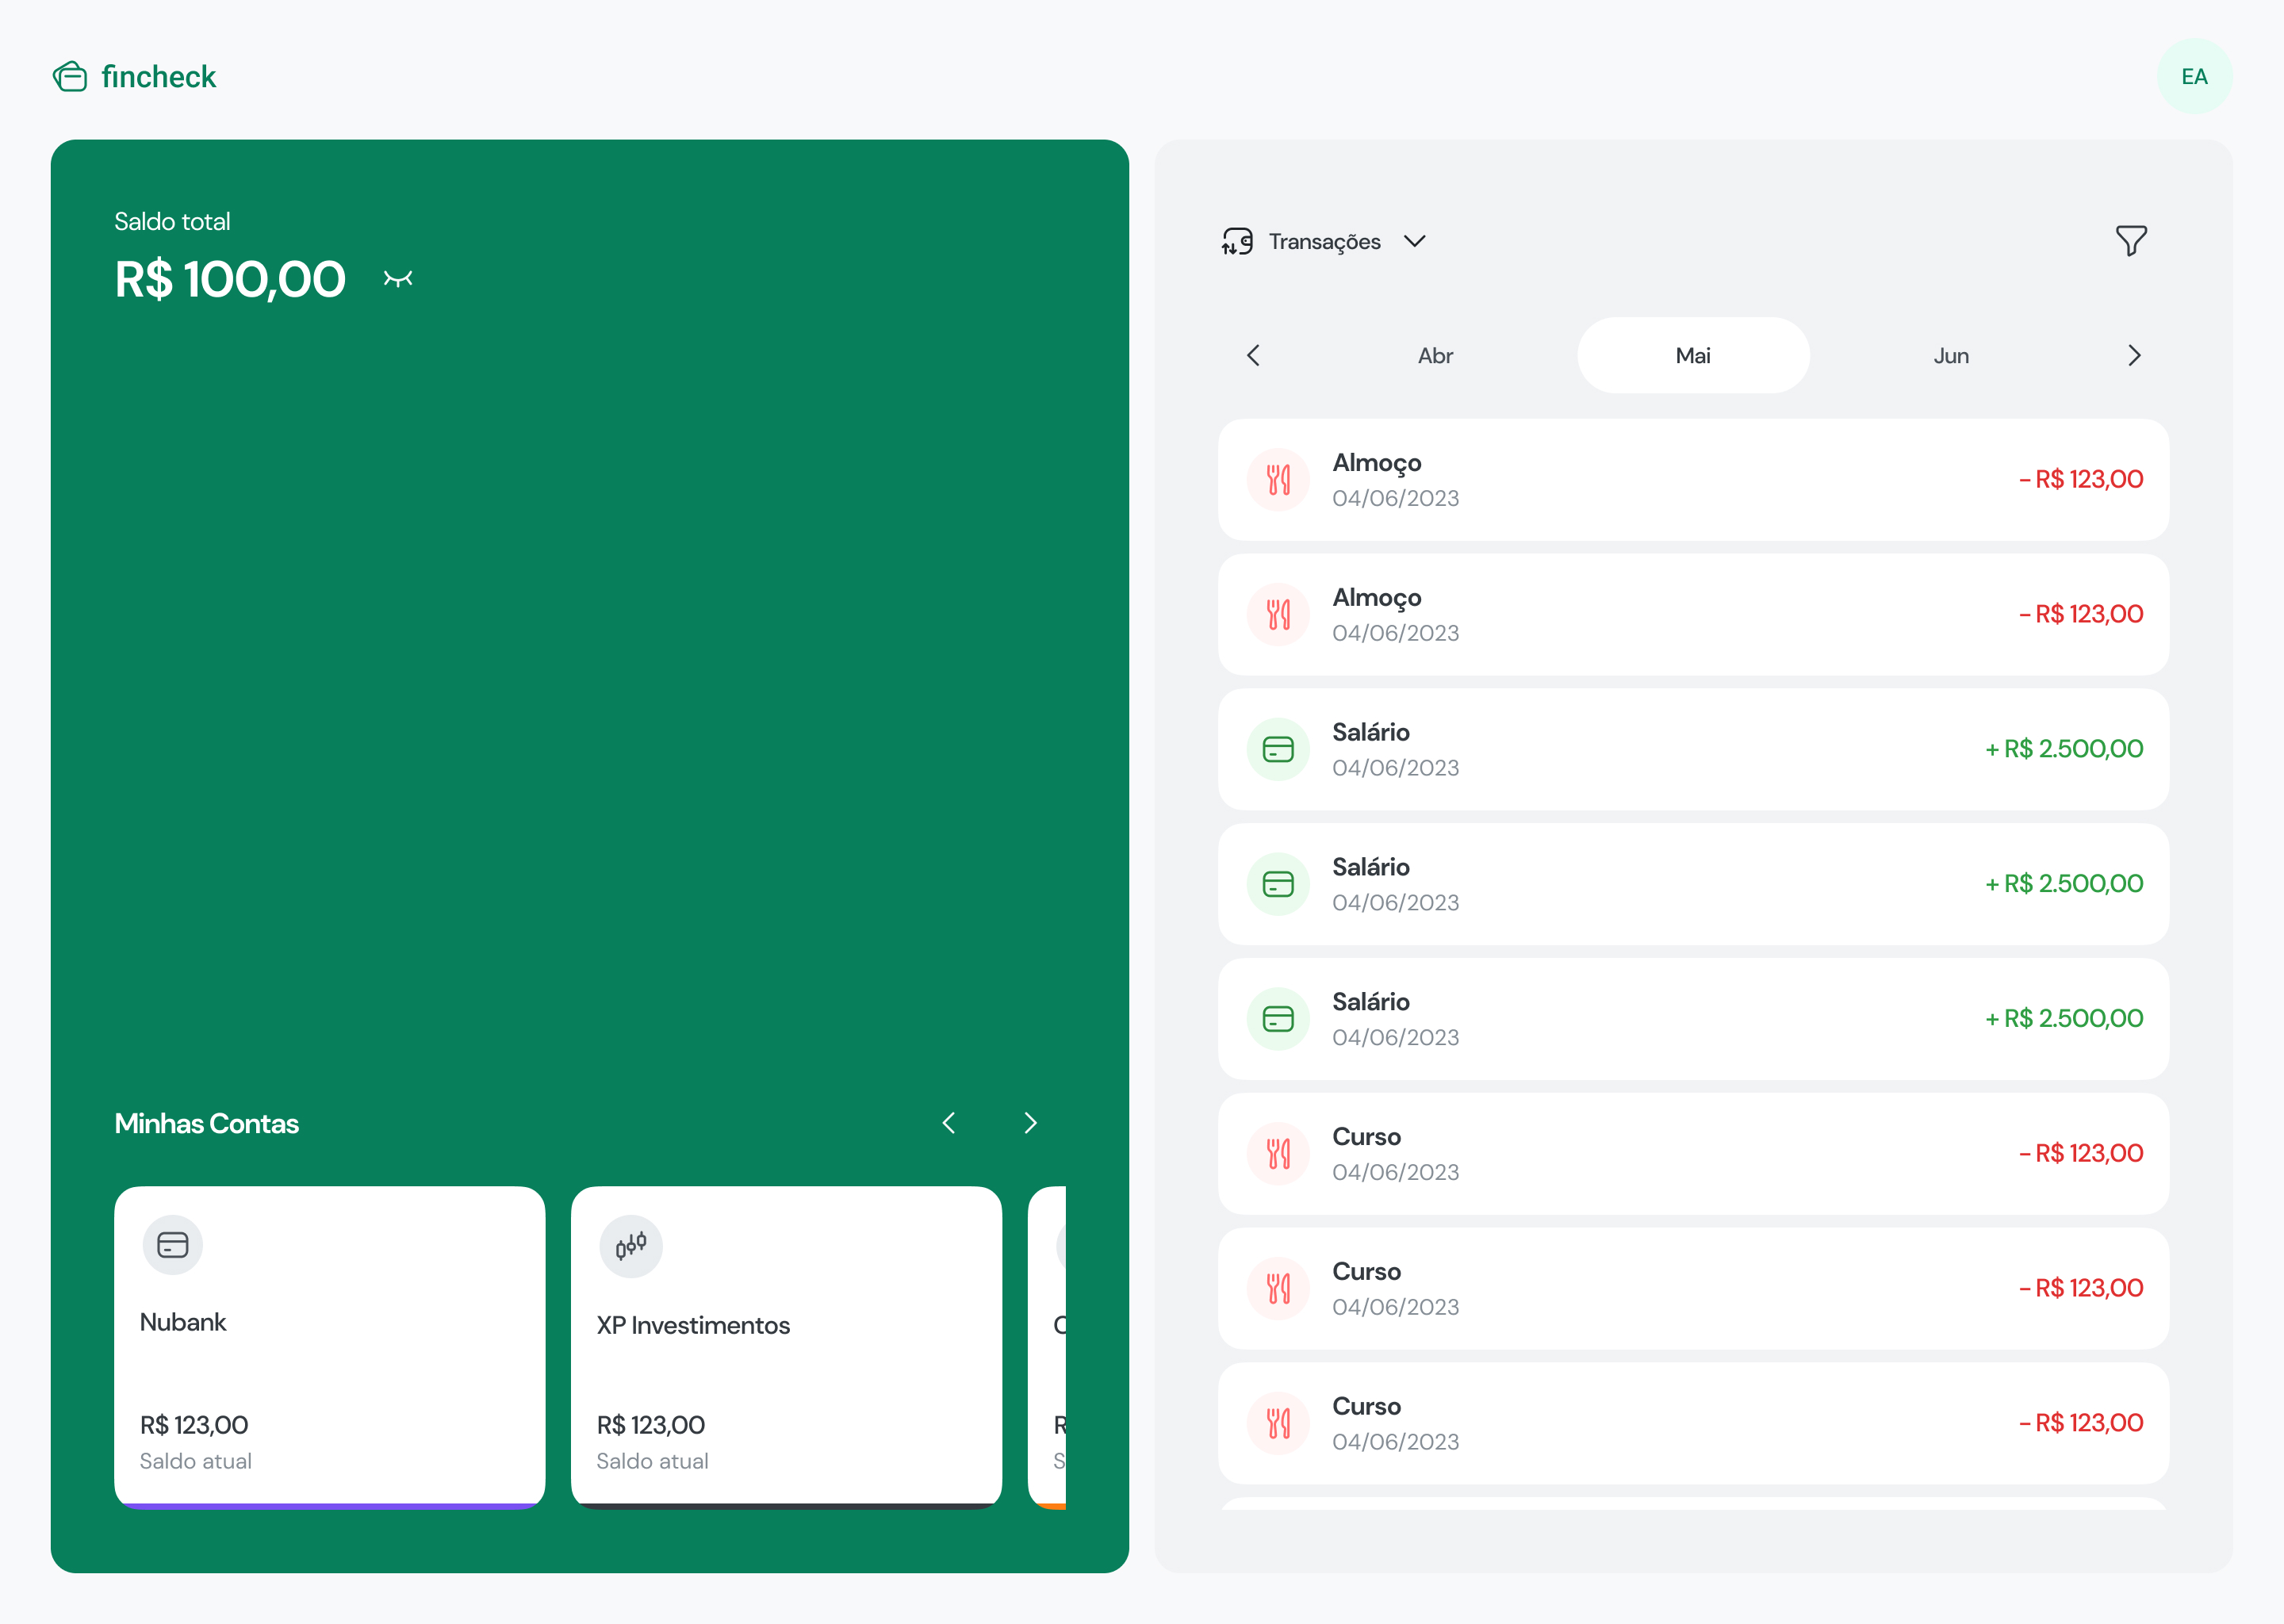 fincheck
EA
Saldo total
R$ 100,00
Minhas Contas
Nubank
R$ 123,00
Saldo atual
XP Investimentos
R$ 123,00
Saldo atual
Transações
Abr
Mai
Jun
Almoço
04/06/2023
- R$ 123,00
Almoço
04/06/2023
- R$ 123,00
Salário
04/06/2023
+ R$ 2.500,00
Salário
04/06/2023
+ R$ 2.500,00
Salário
04/06/2023
+ R$ 2.500,00
Curso
04/06/2023
- R$ 123,00
Curso
04/06/2023
- R$ 123,00
Curso
04/06/2023
- R$ 123,00